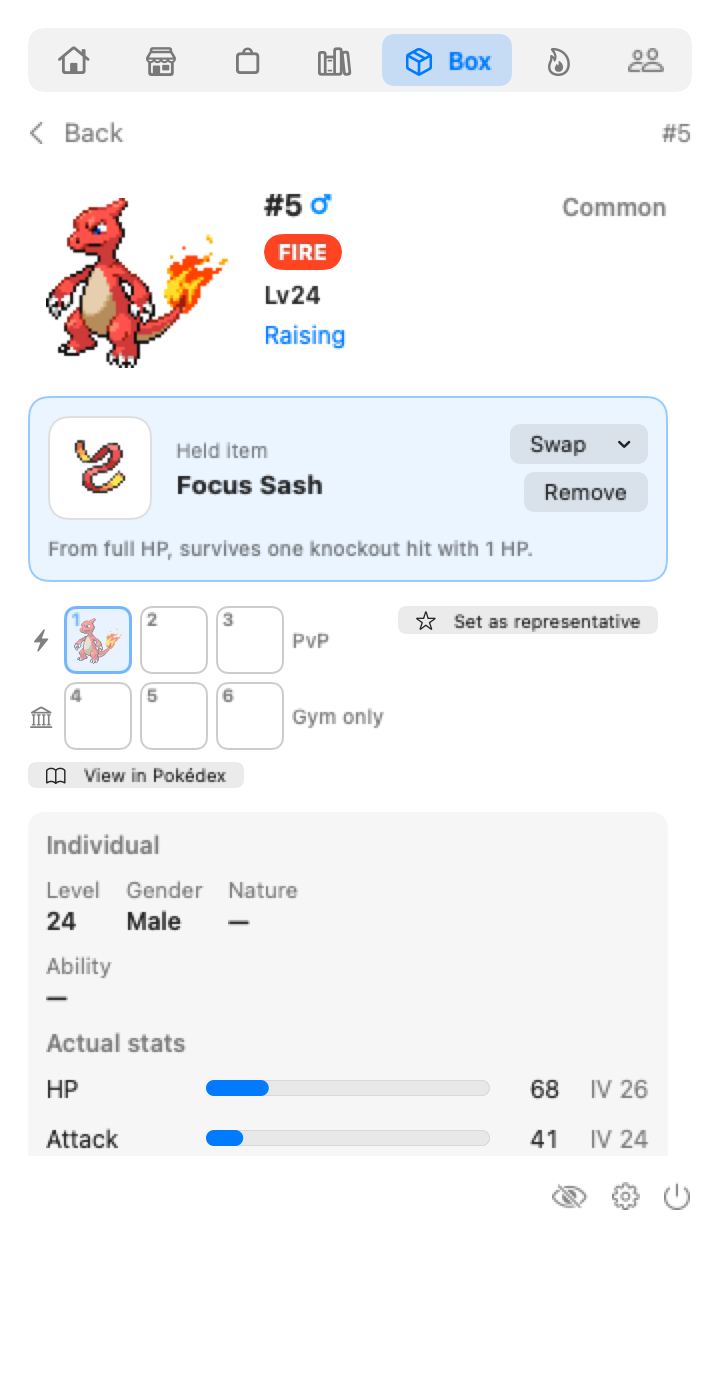 Box
Back
#5
#5 ♂
Common
FIRE
Lv24
Raising
Held item
Focus Sash
Swap
Remove
From full HP, survives one knockout hit with 1 HP.
1 2 3 PvP
Set as representative
4 5 6 Gym only
View in Pokédex
Individual
Level Gender Nature
24 Male —
Ability
—
Actual stats
HP 68 IV 26
Attack 41 IV 24